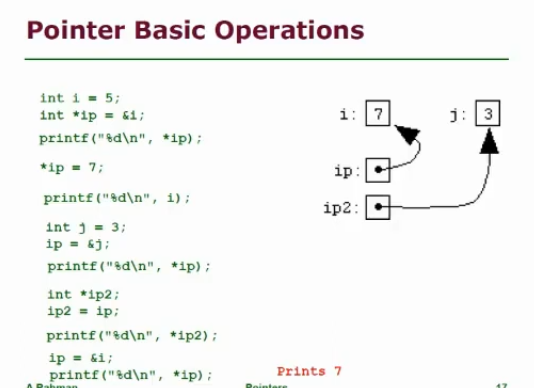 Pointer Basic Operations
int i = 5;
int *ip = &i;
printf("%d\n", *ip);
*ip = 7;
printf("%d\n", i);
int j = 3;
ip = &j;
printf("%d\n", *ip);
int *ip2;
ip2 = ip;
printf("%d\n", *ip2);
ip = &i;
printf("%d\n", *ip);
i: 7
j: 3
ip:
ip2:
Prints 7
A Rahman
Pointers
17